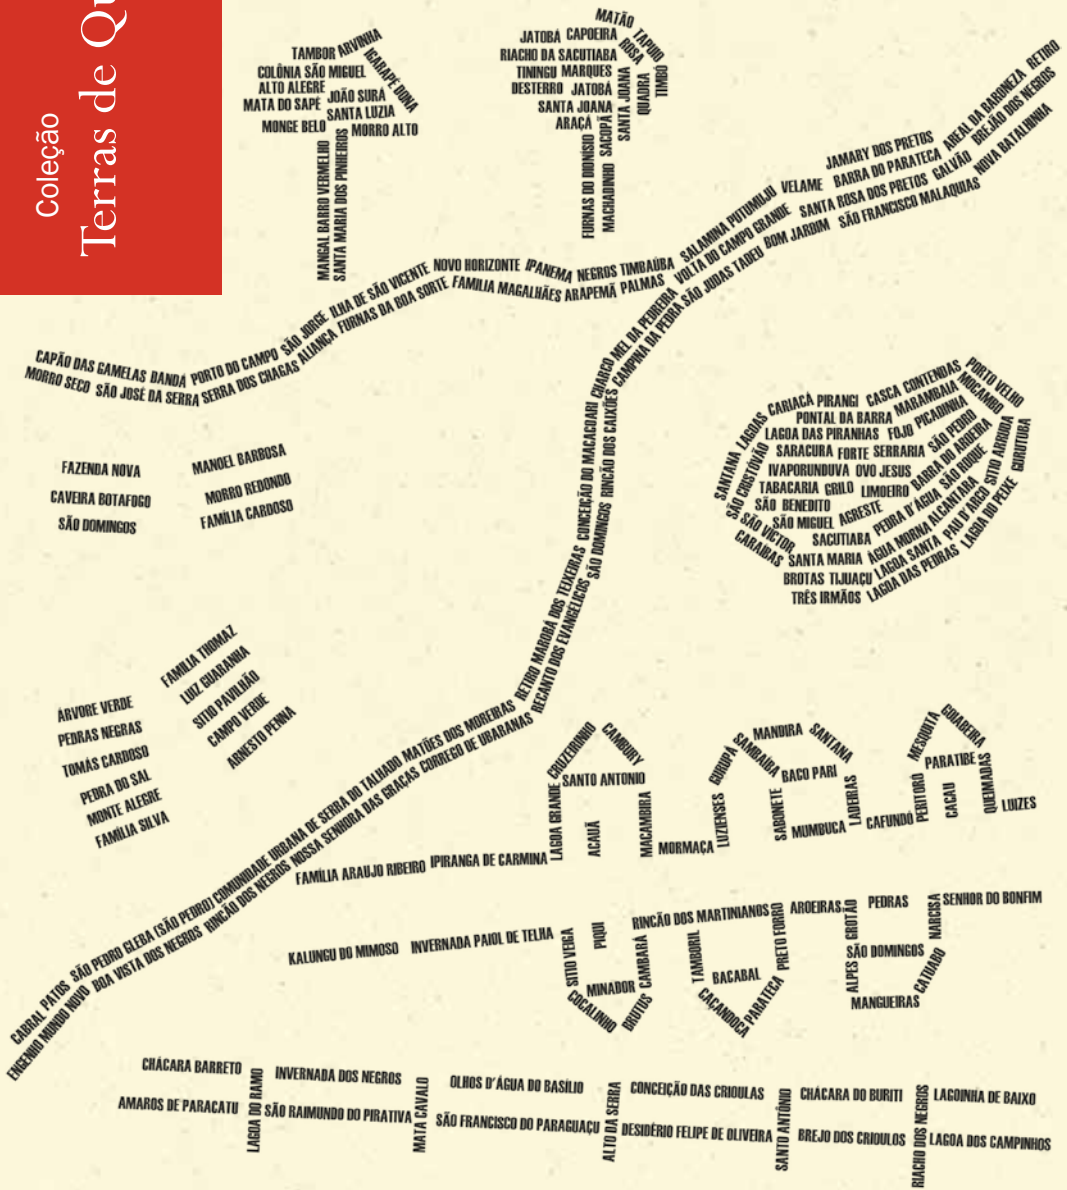 Coleção
Terras de Qu
TAMBOR ARVINHA
IGARAPÉ DONA
COLÔNIA SÃO MIGUEL
ALTO ALEGRE
JOÃO SURÁ
MATA DO SAPÉ
SANTA LUZIA
MONGE BELO
MORRO ALTO
MANGAL BARRO VERMELHO
SANTA MARIA DOS PINHEIROS
MATÃO TAPUIO
JATOBÁ CAPOEIRA
ROSA
RIACHO DA SACUTIABA
TININGU MARQUES
TIMBÓ
DESTERRO JATOBÁ
SANTA JOANA
QUADRA
SANTA JOANA
SACOPÃ
ARAÇÁ
FURNAS DO DIONÍSIO
MACHADINHO
CAPÃO DAS GAMELAS BANDA PORTO DO CAMPO SÃO JORGE ILHA DE SÃO VICENTE NOVO HORIZONTE IPANEMA NEGROS TIMBAÚBA SALAMINA PUTUMUJU VELAME BARRA DO PARATECA AREAL DA BARONEZA RETIRO
JAMARY DOS PRETOS
MORRO SECO SÃO JOSÉ DA SERRA SERRA DOS CHAGAS ALIANÇA FURNAS DA BOA SORTE FAMILIA MAGALHÃES ARAPEMÃ PALMAS VOLTA DO CAMPO GRANDE SANTA ROSA DOS PRETOS GALVÃO BREJÃO DOS NEGROS
CHARCO MEL DA PEDREIRA
CAMPINA DA PEDRA SÃO JUDAS TADEU BOM JARDIM SÃO FRANCISCO MALAQUIAS NOVA BATALHINHA
FAZENDA NOVA
CAVEIRA BOTAFOGO
SÃO DOMINGOS
MANOEL BARBOSA
MORRO REDONDO
FAMÍLIA CARDOSO
CARIACÁ PIRANGI CASCA CONTENDAS PORTO VELHO
SANTANA LAGOAS
PONTAL DA BARRA MARAMBAIA MOCAMBO
LAGOA DAS PIRANHAS FOJO PICADINHA
SÃO CRISTÓVÃO
SARACURA FORTE SERRARIA SÃO PEDRO
IVAPORUNDUVA OVO JESUS BARRA DO AROEIRA
TABACARIA GRILO LIMOEIRO SÃO ROQUE
SÃO BENEDITO
SÃO MIGUEL AGRESTE PEDRA D'ÁGUA
SÃO VICTOR
SACUTIABA
CARAIBAS SANTA MARIA ÁGUA MORNA ALCANTARA SITIO ARRUDA
BROTAS TIJUAÇU LAGOA SANTA PAU D'ARCO
TRÊS IRMÃOS LAGOA DAS PEDRAS LAGOA DO PEIXE GURUTUBA
CONCEIÇÃO DO MACACOARI
RINCÃO DOS CAIXÕES
RETIRO MAROBÁ DOS TEIXEIRAS
RECANTO DOS EVANGÉLICOS SÃO DOMINGOS
ÁRVORE VERDE
PEDRAS NEGRAS
TOMÁS CARDOSO
PEDRA DO SAL
MONTE ALEGRE
FAMÍLIA SILVA
FAMILIA THOMAZ
LUIZ GUARANHA
SITIO PAVILHÃO
CAMPO VERDE
ARNESTO PENNA
CABRAL PATOS SÃO PEDRO GLEBA (SÃO PEDRO) COMUNIDADE URBANA DE SERRA DO TALHADO MATÕES DOS MOREIRAS
ENGENHO MUNDO NOVO BOA VISTA DOS NEGROS RINCÃO DOS NEGROS NOSSA SENHORA DAS GRAÇAS CORREGO DE UBARANAS
FAMÍLIA ARAUJO RIBEIRO IPIRANGA DE CARMINA
LAGOA GRANDE
CRUZEIRINHO
CAMBURY
SANTO ANTONIO
ACAUÃ
MACAMBIRA
MORMAÇA
LUZIENSES
GURUPÁ
SAMBAIBA
MANDIRA
SANTANA
BACO PARI
SABONETE
MUMBUCA
LADEIRAS
CAFUNDÓ
PERITORÓ
MESQUITA
GUABEIRA
PARATIBE
CACAU
QUEIMADAS
LUIZES
KALUNGU DO MIMOSO INVERNADA PAIOL DE TELHA
SITIO VEIGA
PIQUI
MINADOR
COCALINHO
BRUTUS CAMBARÁ
RINCÃO DOS MARTINIANOS
TAMBORIL
BACABAL
CAÇANDOCA
PARATECA
PRETO FORRO
AROEIRAS
GROTÃO
PEDRAS
NARCISA
SENHOR DO BONFIM
SÃO DOMINGOS
ALPES
MANGUEIRAS
CATUABO
CHÁCARA BARRETO
LAGOA DO RAMO
INVERNADA DOS NEGROS
MATA CAVALO
OLHOS D'ÁGUA DO BASÍLIO
ALTO DA SERRA
CONCEIÇÃO DAS CRIOULAS
SANTO ANTÔNIO
CHÁCARA DO BURITI
RIACHO DOS NEGROS
LAGOINHA DE BAIXO
AMAROS DE PARACATU
SÃO RAIMUNDO DO PIRATIVA
SÃO FRANCISCO DO PARAGUAÇU
DESIDÉRIO FELIPE DE OLIVEIRA
BREJO DOS CRIOULOS
LAGOA DOS CAMPINHOS